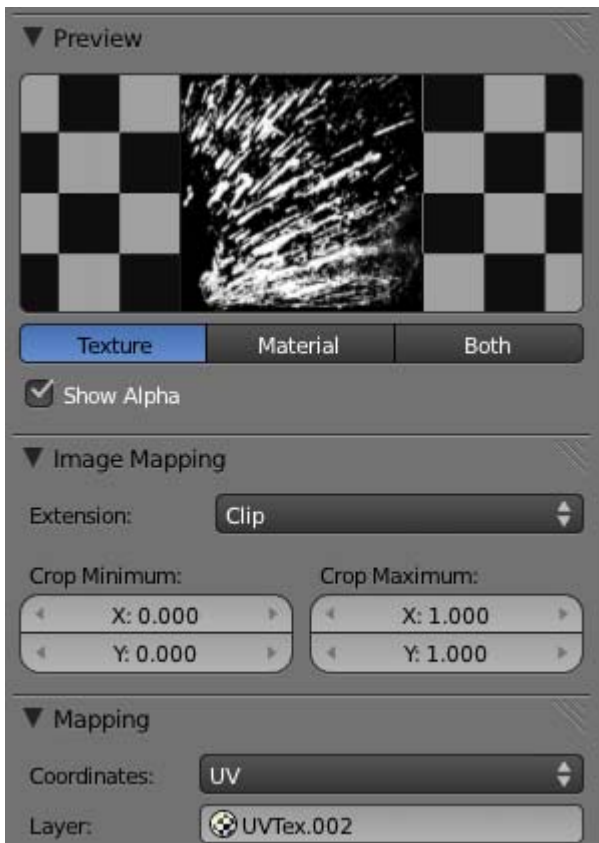 Preview
Texture Material Both
Show Alpha
Image Mapping
Extension: Clip
Crop Minimum: Crop Maximum:
X: 0.000 X: 1.000
Y: 0.000 Y: 1.000
Mapping
Coordinates: UV
Layer: UVTex.002